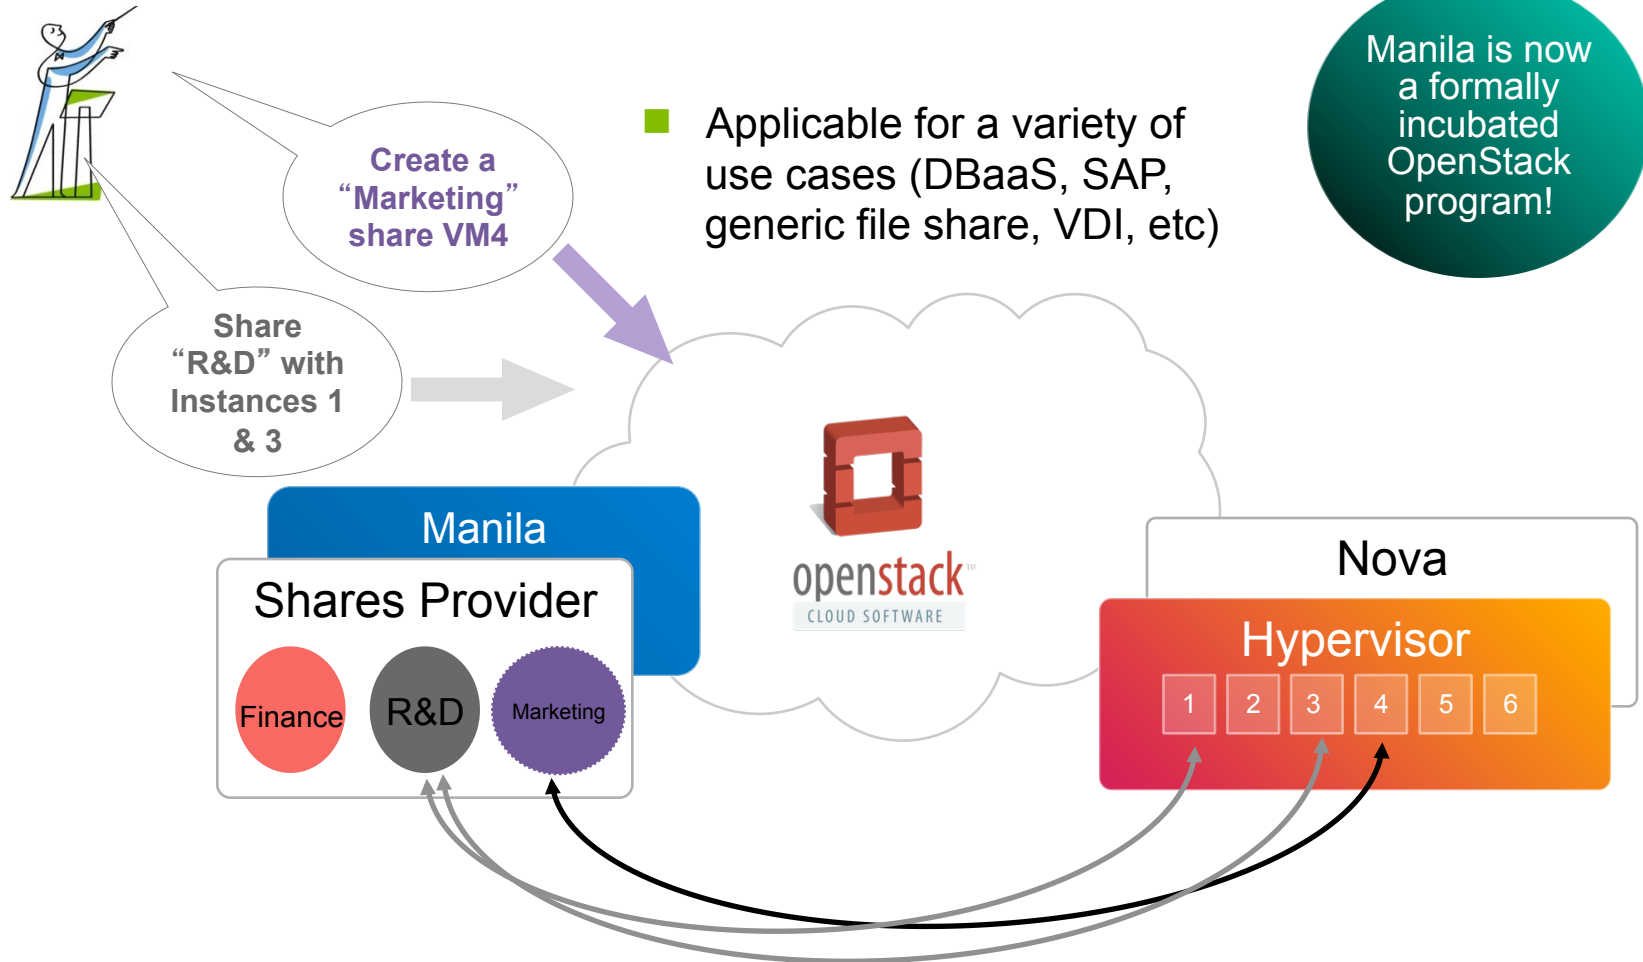 Manila is now
a formally
incubated
OpenStack
program!
Create a
“Marketing”
share VM4
Applicable for a variety of
use cases (DBaaS, SAP,
generic file share, VDI, etc)
Share
“R&D” with
Instances 1
& 3
openstack™
CLOUD SOFTWARE
Manila
Shares Provider
Finance
R&D
Marketing
Nova
Hypervisor
1 2 3 4 5 6